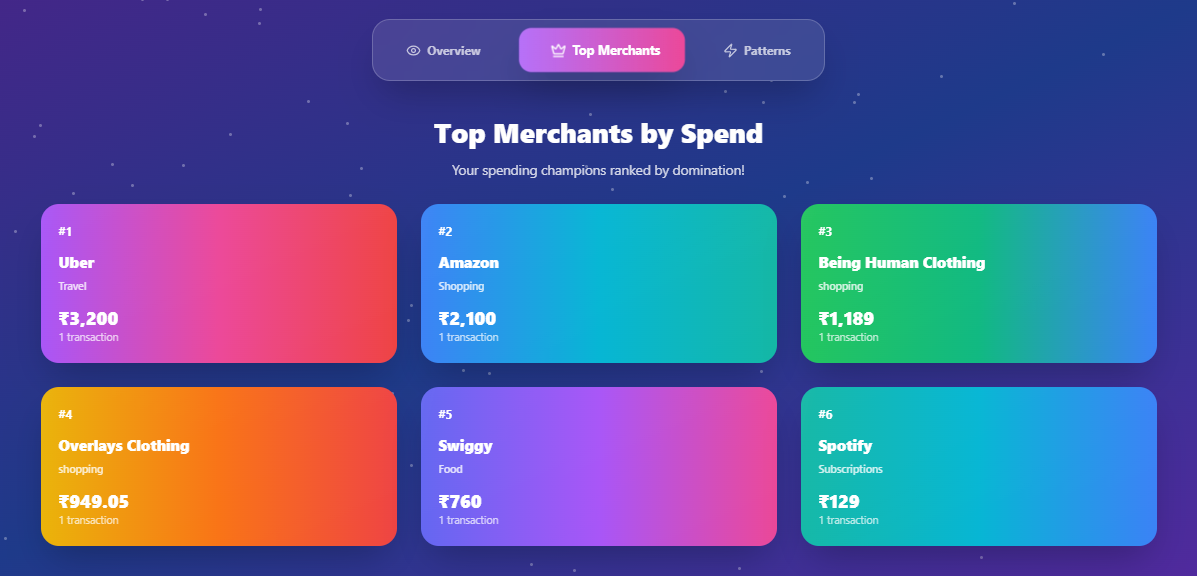 Overview
Top Merchants
Patterns
Top Merchants by Spend
Your spending champions ranked by domination!
#1
Uber
Travel
₹3,200
1 transaction
#2
Amazon
Shopping
₹2,100
1 transaction
#3
Being Human Clothing
shopping
₹1,189
1 transaction
#4
Overlays Clothing
shopping
₹949.05
1 transaction
#5
Swiggy
Food
₹760
1 transaction
#6
Spotify
Subscriptions
₹129
1 transaction